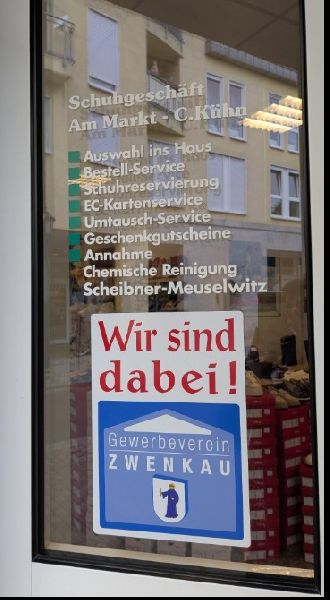 Schuhgeschäft
Am Markt - C.Kühn
Auswahl ins Haus
Bestell-Service
Schuhreservierung
EC-Kartenservice
Umtausch-Service
Geschenkgutscheine
Annahme
Chemische Reinigung
Scheibner-Meuselwitz
Wir sind
dabei!
Gewerbeverein
ZWENKAU